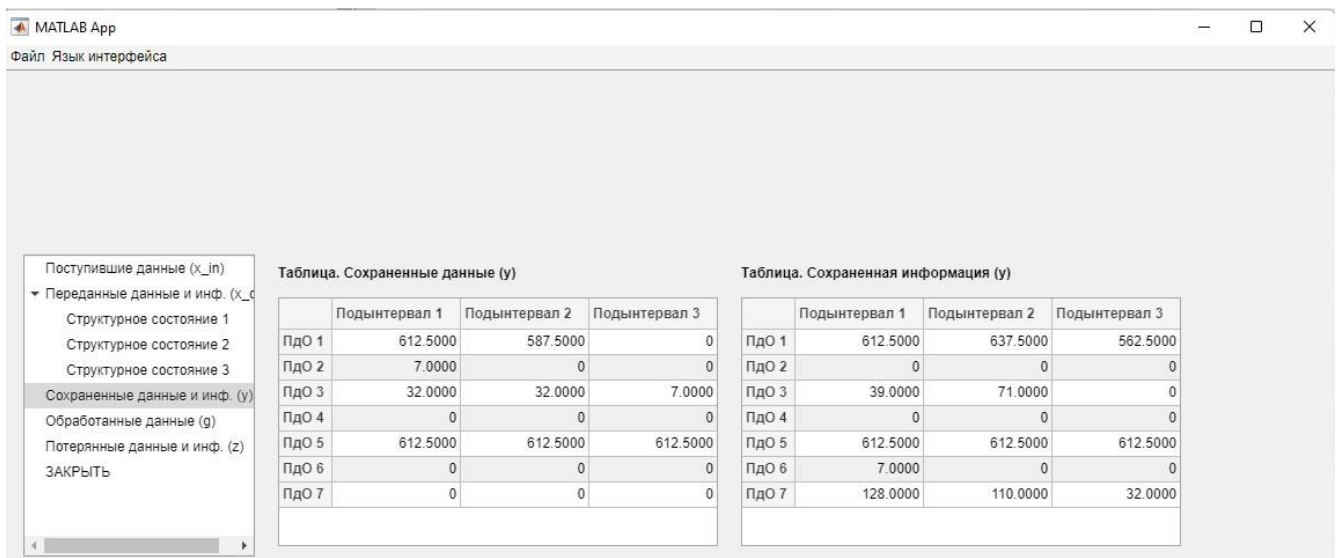 MATLAB App
Файл Язык интерфейса
Поступившие данные (x_in)
Переданные данные и инф. (x_o
Структурное состояние 1
Структурное состояние 2
Структурное состояние 3
Сохраненные данные и инф. (y)
Обработанные данные (g)
Потерянные данные и инф. (z)
ЗАКРЫТЬ
Таблица. Сохраненные данные (y)
Подынтервал 1 Подынтервал 2 Подынтервал 3
ПдО 1 612.5000 587.5000 0
ПдО 2 7.0000 0 0
ПдО 3 32.0000 32.0000 7.0000
ПдО 4 0 0 0
ПдО 5 612.5000 612.5000 612.5000
ПдО 6 0 0 0
ПдО 7 0 0 0
Таблица. Сохраненная информация (y)
Подынтервал 1 Подынтервал 2 Подынтервал 3
ПдО 1 612.5000 637.5000 562.5000
ПдО 2 0 0 0
ПдО 3 39.0000 71.0000 0
ПдО 4 0 0 0
ПдО 5 612.5000 612.5000 612.5000
ПдО 6 7.0000 0 0
ПдО 7 128.0000 110.0000 32.0000